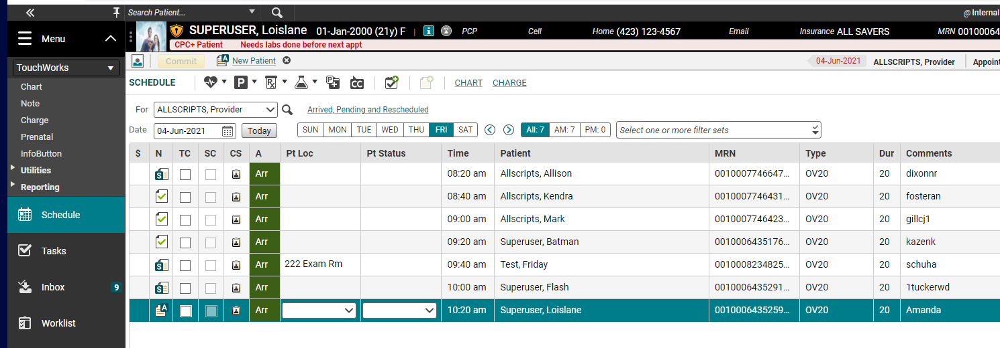 Search Patient...
@ Internal
Menu
SUPERUSER, Loislane 01-Jan-2000 (21y) F | i PCP Cell Home (423) 123-4567 Email Insurance ALL SAVERS MRN 00100064
CPC+ Patient Needs labs done before next appt
TouchWorks
Commit A New Patient 04-Jun-2021 ALLSCRIPTS, Provider Appoint
Chart
Note
Charge
Prenatal
InfoButton
Utilities
Reporting
Schedule
Tasks
Inbox 9
Worklist
SCHEDULE P Rx P CC CHART CHARGE
For ALLSCRIPTS, Provider Arrived, Pending and Rescheduled
Date 04-Jun-2021 Today SUN MON TUE WED THU FRI SAT All: 7 AM: 7 PM: 0 Select one or more filter sets
$ N TC SC CS A Pt Loc Pt Status Time Patient MRN Type Dur Comments
S Arr 08:20 am Allscripts, Allison 0010007746647... OV20 20 dixonnr
Arr 08:40 am Allscripts, Kendra 0010007746431... OV20 20 fosteran
Arr 09:00 am Allscripts, Mark 0010007746423... OV20 20 gillcj1
Arr 09:20 am Superuser, Batman 0010006435176... OV20 20 kazenk
S Arr 222 Exam Rm 09:40 am Test, Friday 0010008234825... OV20 20 schuha
S Arr 10:00 am Superuser, Flash 0010006435291... OV20 20 1tuckerwd
A Arr 10:20 am Superuser, Loislane 0010006435259... OV20 20 Amanda